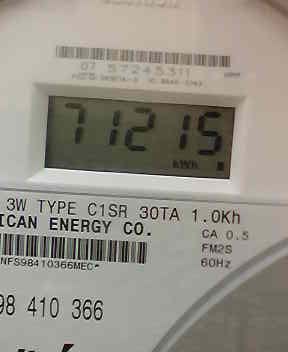 07 57245311
71215
kWh
3W TYPE C1SR 30TA 1.0Kh
ICAN ENERGY CO.
CA 0.5
FM2S
60Hz
NFS98410366MEC*
98 410 366